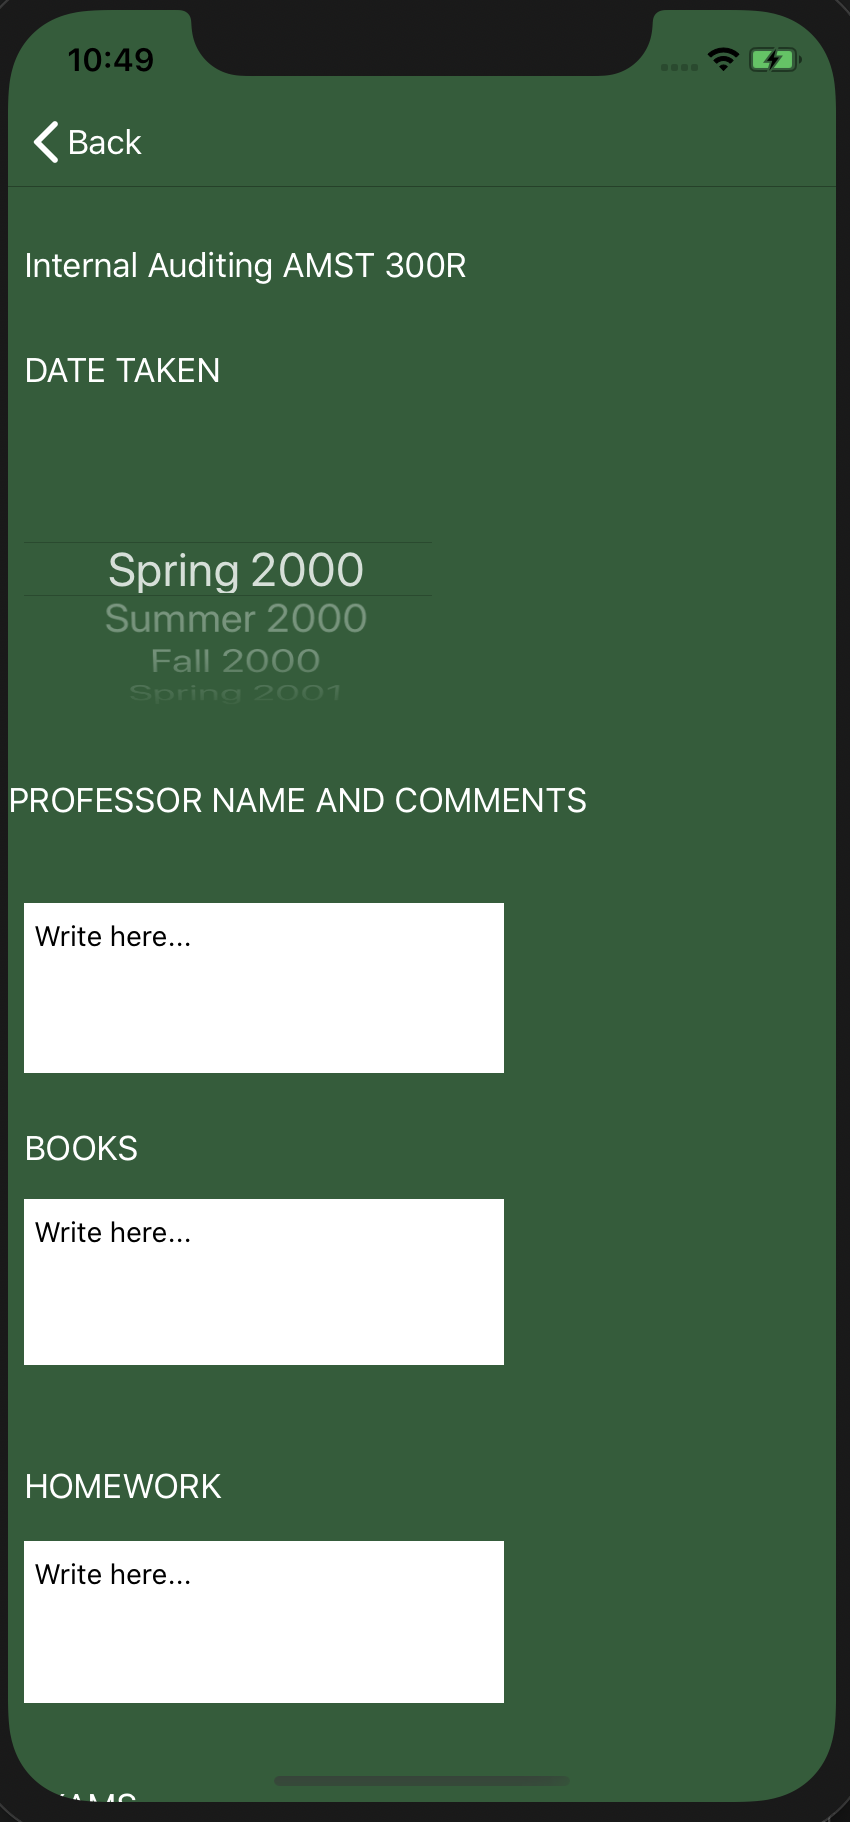 10:49
Back
Internal Auditing AMST 300R
DATE TAKEN
Spring 2000
Summer 2000
Fall 2000
Spring 2001
PROFESSOR NAME AND COMMENTS
Write here...
BOOKS
Write here...
HOMEWORK
Write here...